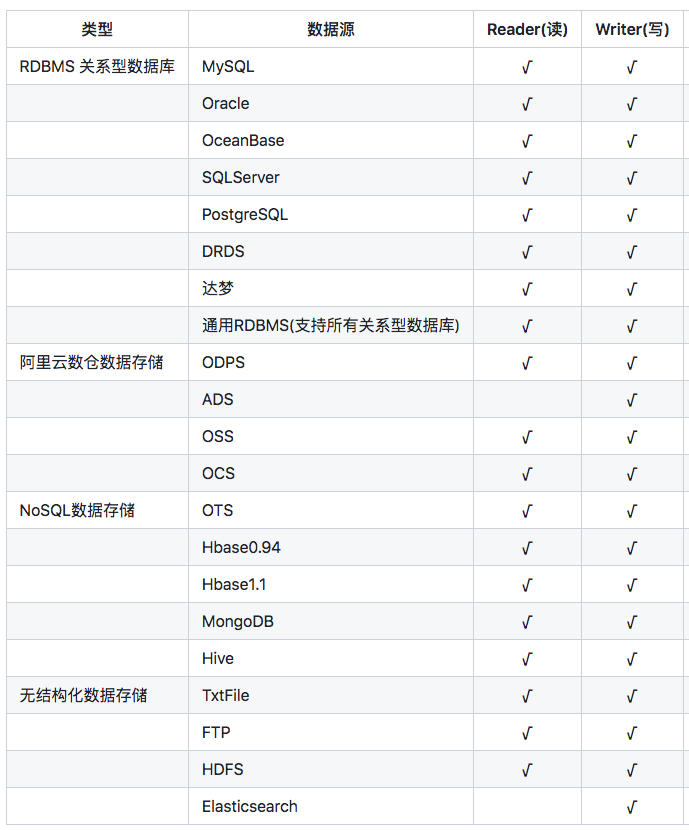 类型 数据源 Reader(读) Writer(写)
RDBMS 关系型数据库 MySQL √ √
Oracle √ √
OceanBase √ √
SQLServer √ √
PostgreSQL √ √
DRDS √ √
达梦 √ √
通用RDBMS(支持所有关系型数据库) √ √
阿里云数仓数据存储 ODPS √ √
ADS √
OSS √ √
OCS √ √
NoSQL数据存储 OTS √ √
Hbase0.94 √ √
Hbase1.1 √ √
MongoDB √ √
Hive √ √
无结构化数据存储 TxtFile √ √
FTP √ √
HDFS √ √
Elasticsearch √